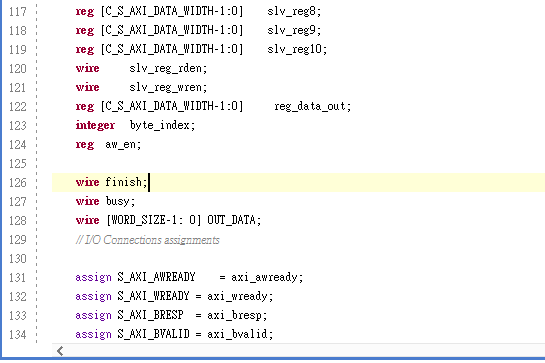 117 reg [C_S_AXI_DATA_WIDTH-1:0] slv_reg8;
118 reg [C_S_AXI_DATA_WIDTH-1:0] slv_reg9;
119 reg [C_S_AXI_DATA_WIDTH-1:0] slv_reg10;
120 wire slv_reg_rden;
121 wire slv_reg_wren;
122 reg [C_S_AXI_DATA_WIDTH-1:0] reg_data_out;
123 integer byte_index;
124 reg aw_en;
125
126 wire finish;
127 wire busy;
128 wire [WORD_SIZE-1: 0] OUT_DATA;
129 // I/O Connections assignments
130
131 assign S_AXI_AWREADY = axi_awready;
132 assign S_AXI_WREADY = axi_wready;
133 assign S_AXI_BRESP = axi_bresp;
134 assign S_AXI_BVALID = axi_bvalid;